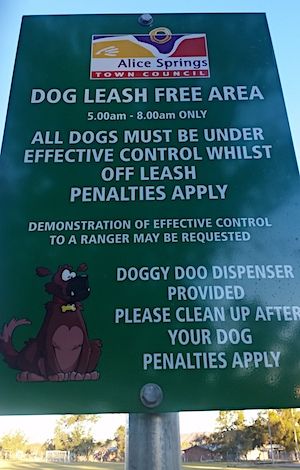 Alice Springs
TOWN COUNCIL
DOG LEASH FREE AREA
5.00am - 8.00am ONLY
ALL DOGS MUST BE UNDER
EFFECTIVE CONTROL WHILST
OFF LEASH
PENALTIES APPLY
DEMONSTRATION OF EFFECTIVE CONTROL
TO A RANGER MAY BE REQUESTED
DOGGY DOO DISPENSER
PROVIDED
PLEASE CLEAN UP AFTER
YOUR DOG
PENALTIES APPLY